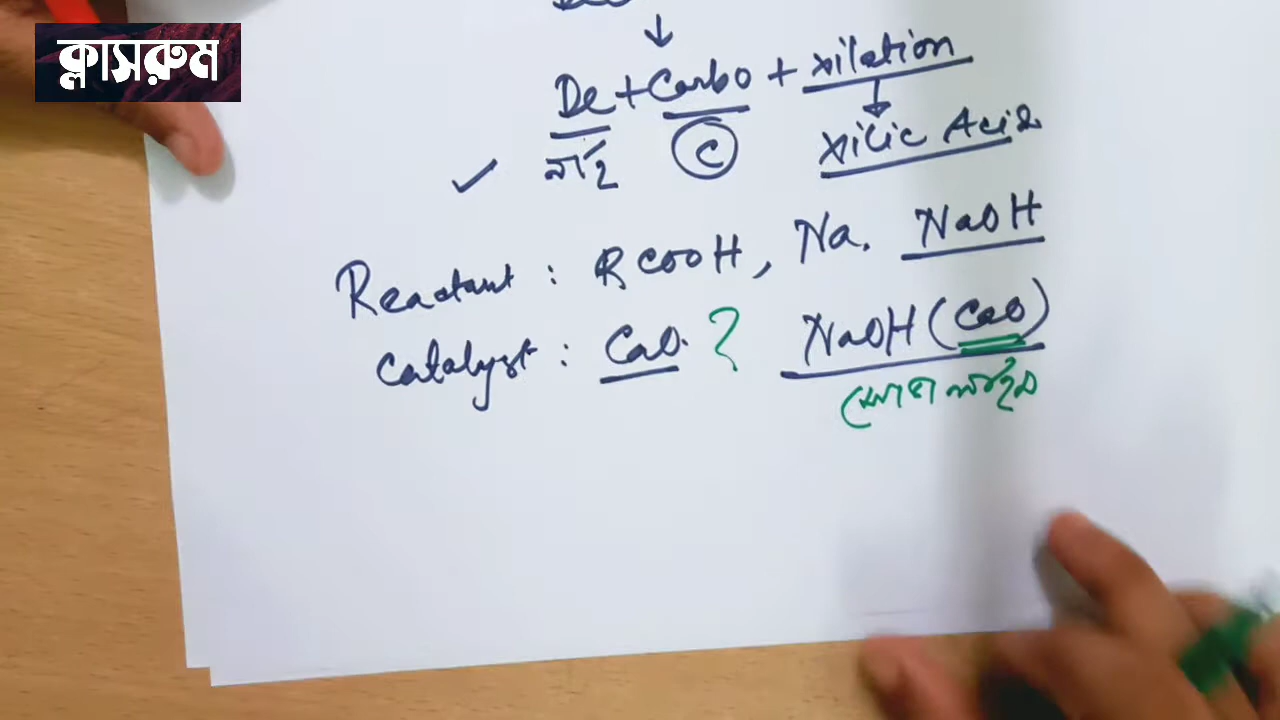 ক্লাসরুম
De + Carbo + xilation
নাই C xilic Acid
Reactant : RCOOH, Na. NaOH
Catalyst : CaO. ? NaOH (CaO)
সোডা লাইম